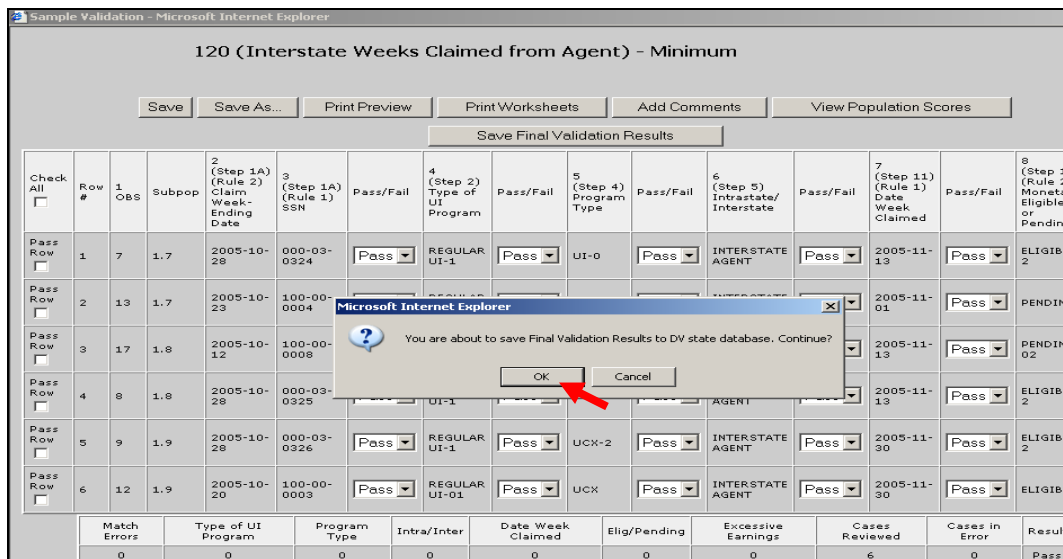 Sample Validation - Microsoft Internet Explorer
120 (Interstate Weeks Claimed from Agent) - Minimum
Save Save As... Print Preview Print Worksheets Add Comments View Population Scores
Save Final Validation Results
Check All
Row #
1 OBS
Subpop
2 (Step 1A) (Rule 2) Claim Week-Ending Date
3 (Step 1A) (Rule 1) SSN
Pass/Fail
4 (Step 2) Type of UI Program
Pass/Fail
5 (Step 4) Program Type
Pass/Fail
6 (Step 5) Intrastate/ Interstate
Pass/Fail
7 (Step 11) (Rule 1) Date Week Claimed
Pass/Fail
8
Pass Row 1 7 1.7 2005-10-28 000-03-0324 Pass REGULAR UI-1 Pass UI-0 Pass INTERSTATE AGENT Pass 2005-11-13 Pass ELIGIB 2
Pass Row 2 13 1.7 2005-10-23 100-00-0004 2005-11-01 Pass PENDIN
Microsoft Internet Explorer
You are about to save Final Validation Results to DV state database. Continue?
OK Cancel
Pass Row 3 17 1.8 2005-10-12 100-00-0008 2005-11-13 Pass PENDIN 02
Pass Row 4 8 1.8 2005-10-28 000-03-0325 UI-1 AGENT 2005-11-13 Pass ELIGIB 2
Pass Row 5 9 1.9 2005-10-28 000-03-0326 Pass REGULAR UI-1 Pass UCX-2 Pass INTERSTATE AGENT Pass 2005-11-30 Pass ELIGIB 2
Pass Row 6 12 1.9 2005-10-20 100-00-0003 Pass REGULAR UI-01 Pass UCX Pass INTERSTATE AGENT Pass 2005-11-30 Pass ELIGIB
Match Errors Type of UI Program Program Type Intra/Inter Date Week Claimed Elig/Pending Excessive Earnings Cases Reviewed Cases in Error Resul
0 0 0 0 0 0 0 6 0 Pass